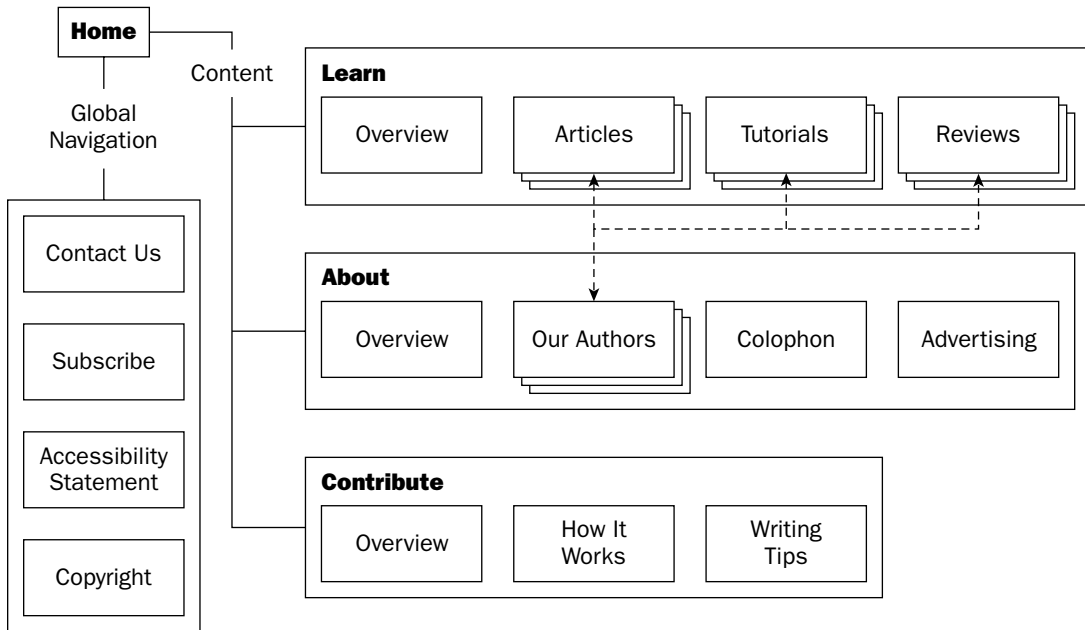 Home
Content
Global
Navigation
Contact Us
Subscribe
Accessibility
Statement
Copyright
Learn
Overview
Articles
Tutorials
Reviews
About
Overview
Our Authors
Colophon
Advertising
Contribute
Overview
How It
Works
Writing
Tips